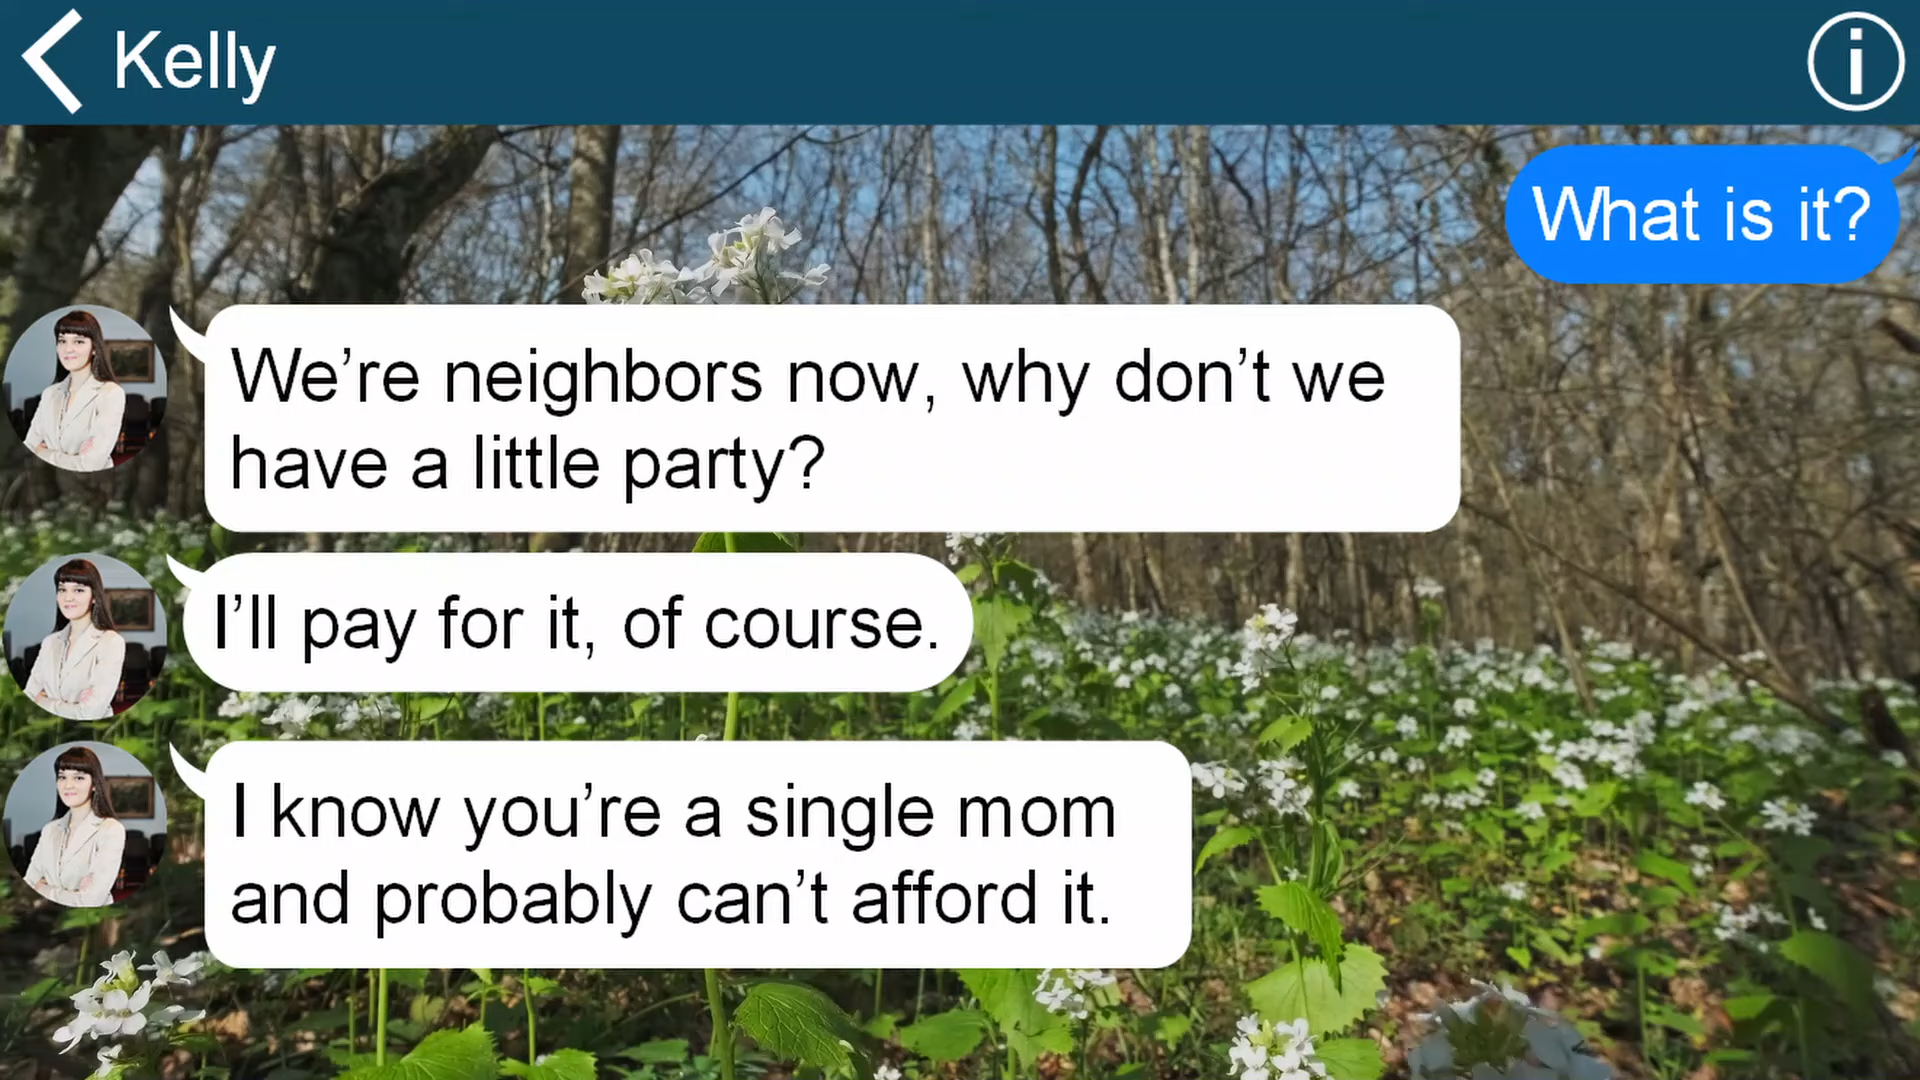 Kelly
What is it?
We’re neighbors now, why don’t we
have a little party?
I’ll pay for it, of course.
I know you’re a single mom
and probably can’t afford it.